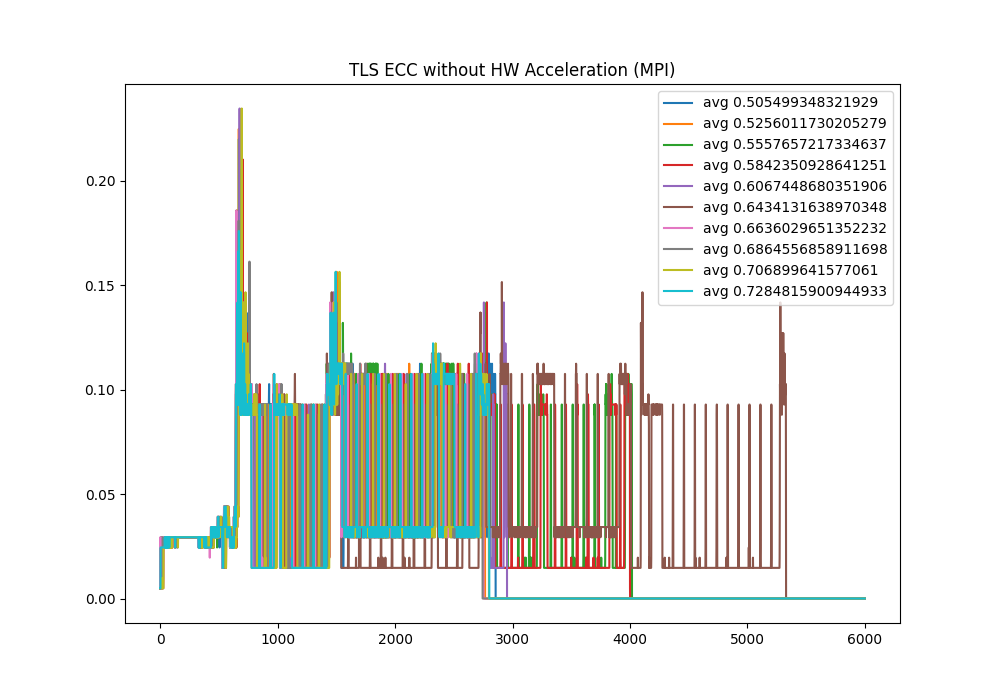 TLS ECC without HW Acceleration (MPI)
avg 0.505499348321929
avg 0.5256011730205279
avg 0.5557657217334637
avg 0.5842350928641251
avg 0.6067448680351906
avg 0.6434131638970348
avg 0.6636029651352232
avg 0.6864556858911698
avg 0.706899641577061
avg 0.7284815900944933
0.20
0.15
0.10
0.05
0.00
0 1000 2000 3000 4000 5000 6000